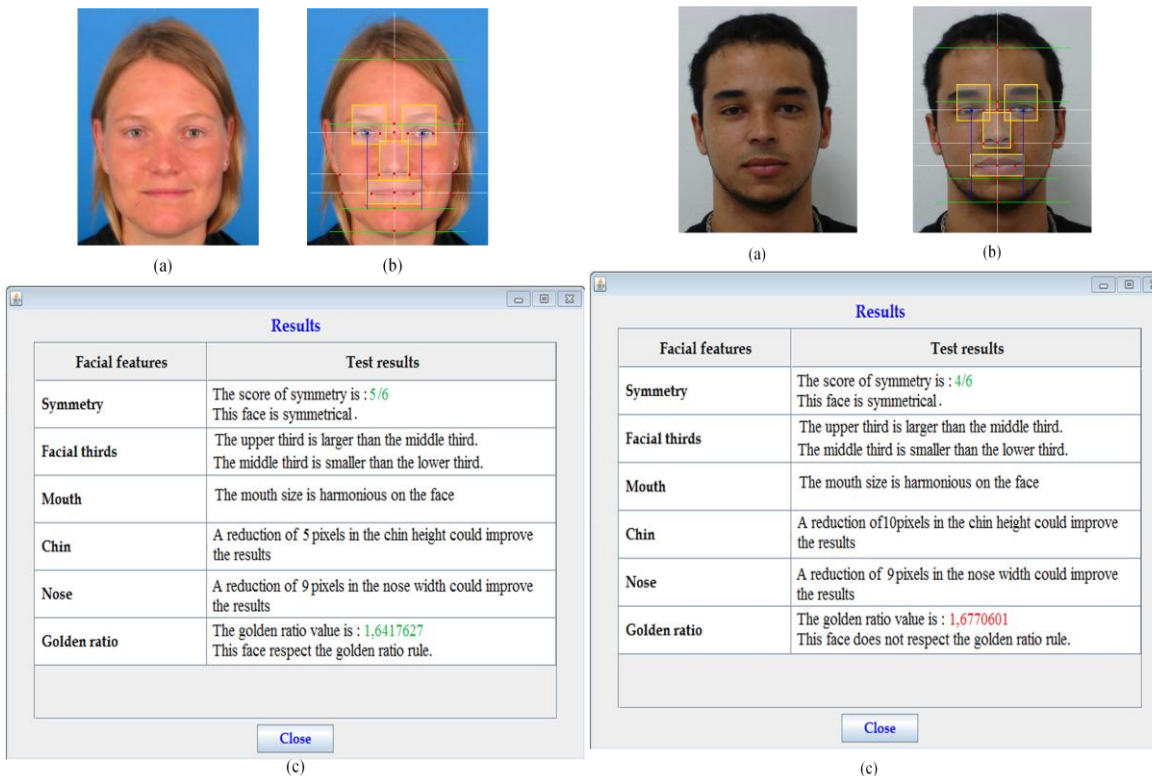 (a)
(b)
(a)
(b)
Results
Facial features
Test results
Symmetry
The score of symmetry is : 5/6
This face is symmetrical .
Facial thirds
The upper third is larger than the middle third.
The middle third is smaller than the lower third.
Mouth
The mouth size is harmonious on the face
Chin
A reduction of 5 pixels in the chin height could improve
the results
Nose
A reduction of 9 pixels in the nose width could improve
the results
Golden ratio
The golden ratio value is : 1,6417627
This face respect the golden ratio rule.
Close
(c)
Results
Facial features
Test results
Symmetry
The score of symmetry is : 4/6
This face is symmetrical .
Facial thirds
The upper third is larger than the middle third.
The middle third is smaller than the lower third.
Mouth
The mouth size is harmonious on the face
Chin
A reduction of10pixels in the chin height could improve
the results
Nose
A reduction of 9 pixels in the nose width could improve
the results
Golden ratio
The golden ratio value is : 1,6770601
This face does not respect the golden ratio rule.
Close
(c)